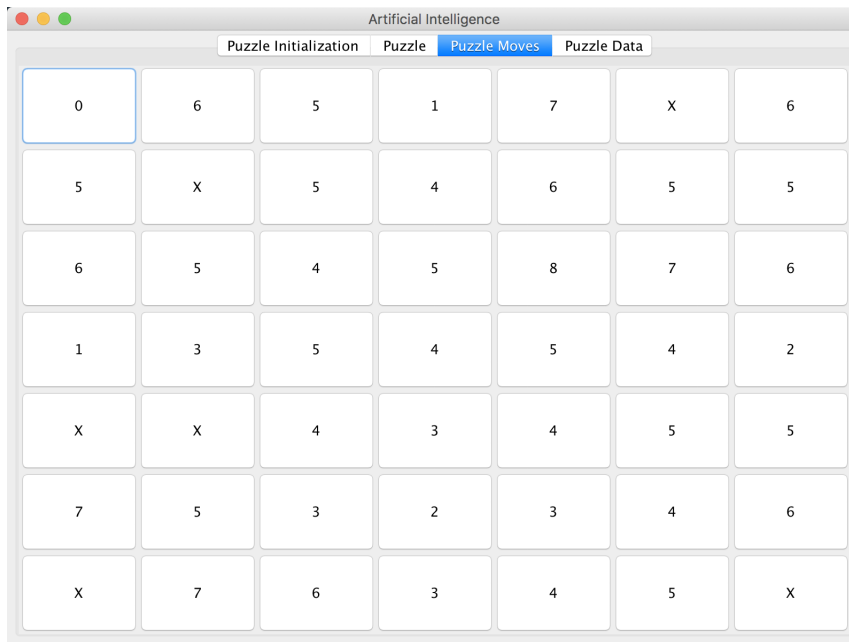 Artificial Intelligence
Puzzle Initialization Puzzle Puzzle Moves Puzzle Data
0 6 5 1 7 X 6
5 X 5 4 6 5 5
6 5 4 5 8 7 6
1 3 5 4 5 4 2
X X 4 3 4 5 5
7 5 3 2 3 4 6
X 7 6 3 4 5 X